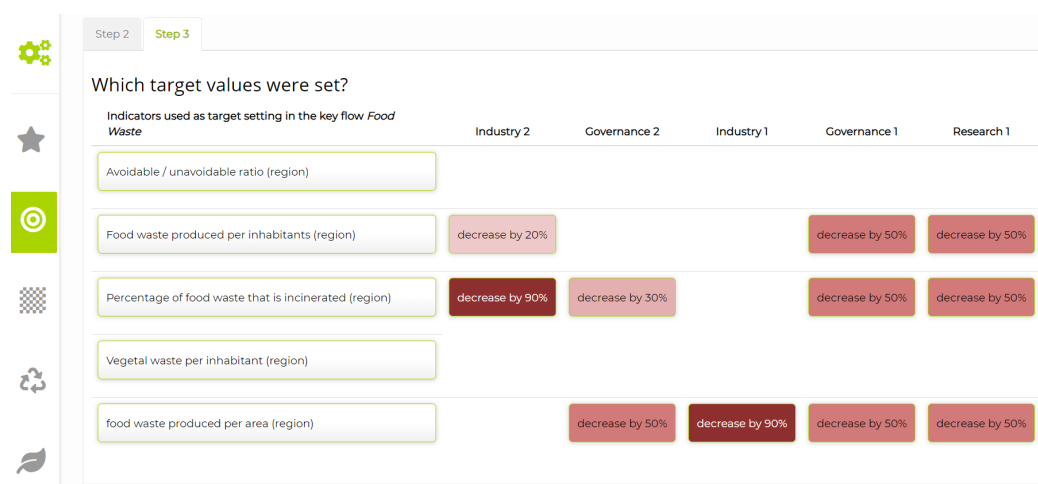 Step 2 Step 3
Which target values were set?
Indicators used as target setting in the key flow Food
Waste
Industry 2 Governance 2 Industry 1 Governance 1 Research 1
Avoidable / unavoidable ratio (region)
Food waste produced per inhabitants (region) decrease by 20% decrease by 50% decrease by 50%
Percentage of food waste that is incinerated (region) decrease by 90% decrease by 30% decrease by 50% decrease by 50%
Vegetal waste per inhabitant (region)
food waste produced per area (region) decrease by 50% decrease by 90% decrease by 50% decrease by 50%